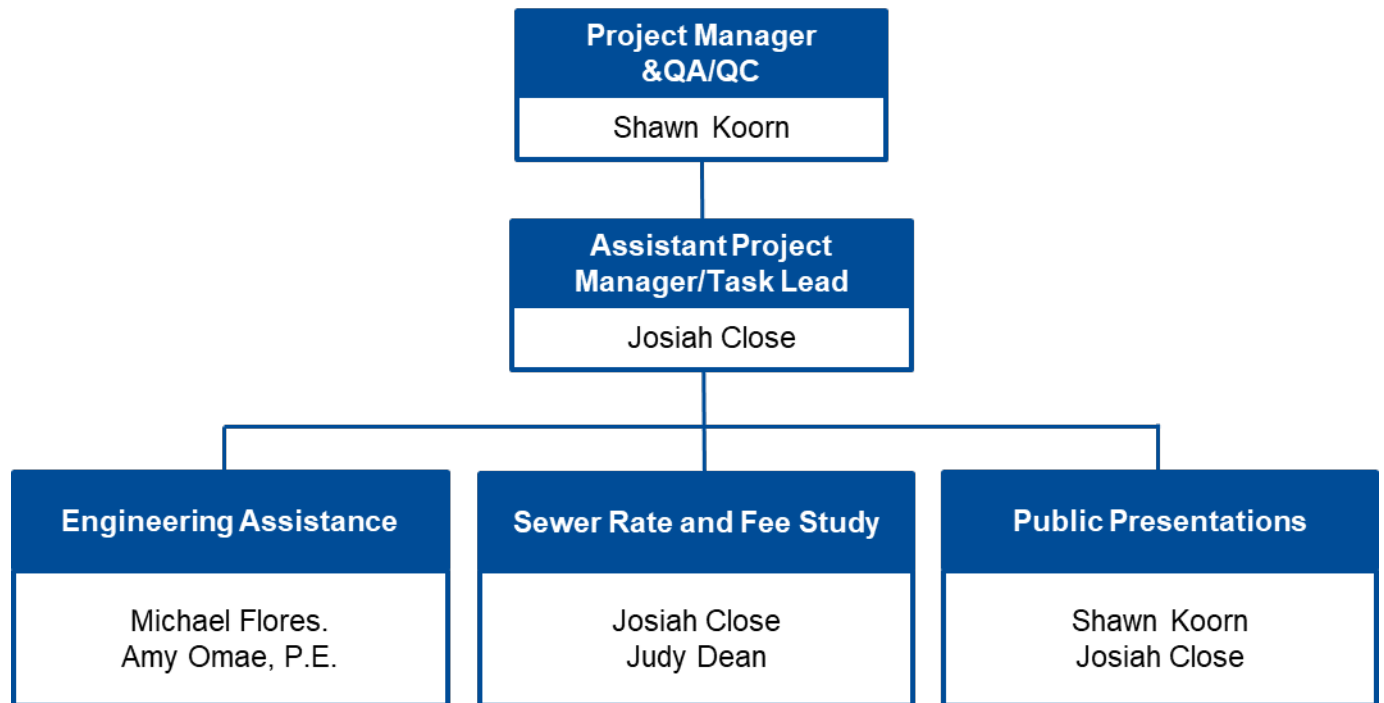 Project Manager
&QA/QC
Shawn Koorn
Assistant Project
Manager/Task Lead
Josiah Close
Engineering Assistance
Michael Flores.
Amy Omae, P.E.
Sewer Rate and Fee Study
Josiah Close
Judy Dean
Public Presentations
Shawn Koorn
Josiah Close